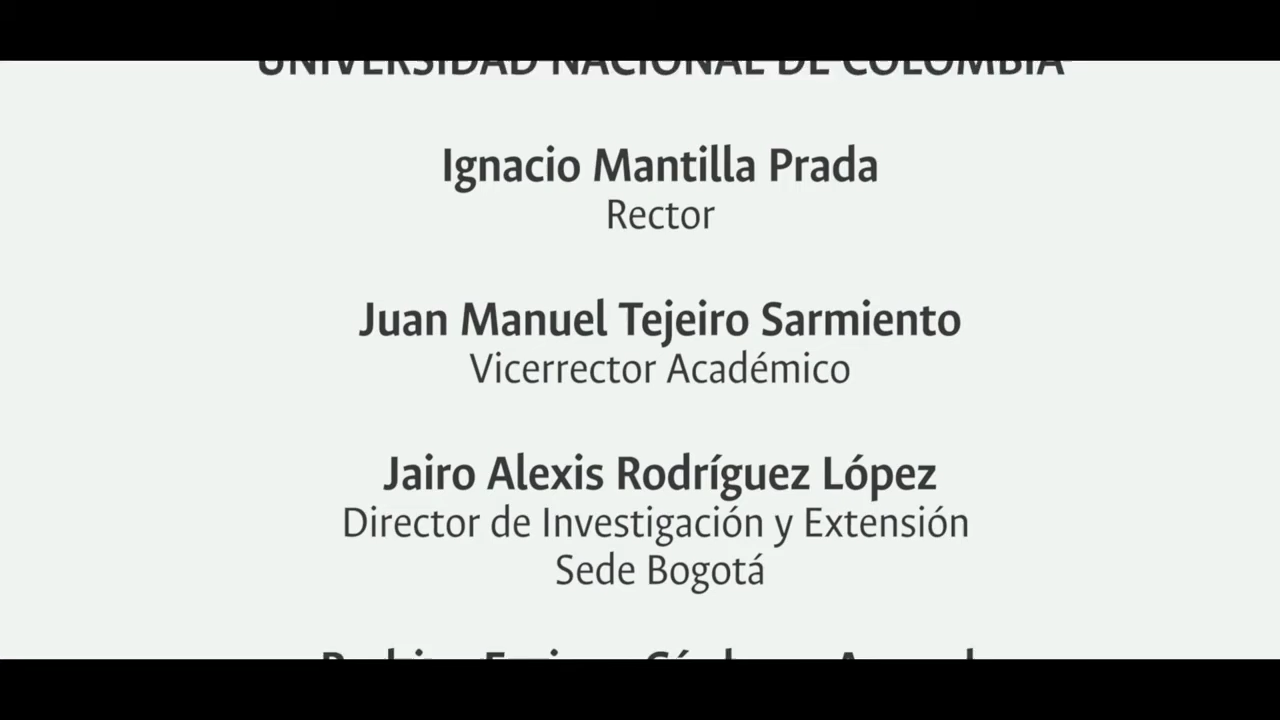 UNIVERSIDAD NACIONAL DE COLOMBIA
Ignacio Mantilla Prada
Rector
Juan Manuel Tejeiro Sarmiento
Vicerrector Académico
Jairo Alexis Rodríguez López
Director de Investigación y Extensión
Sede Bogotá